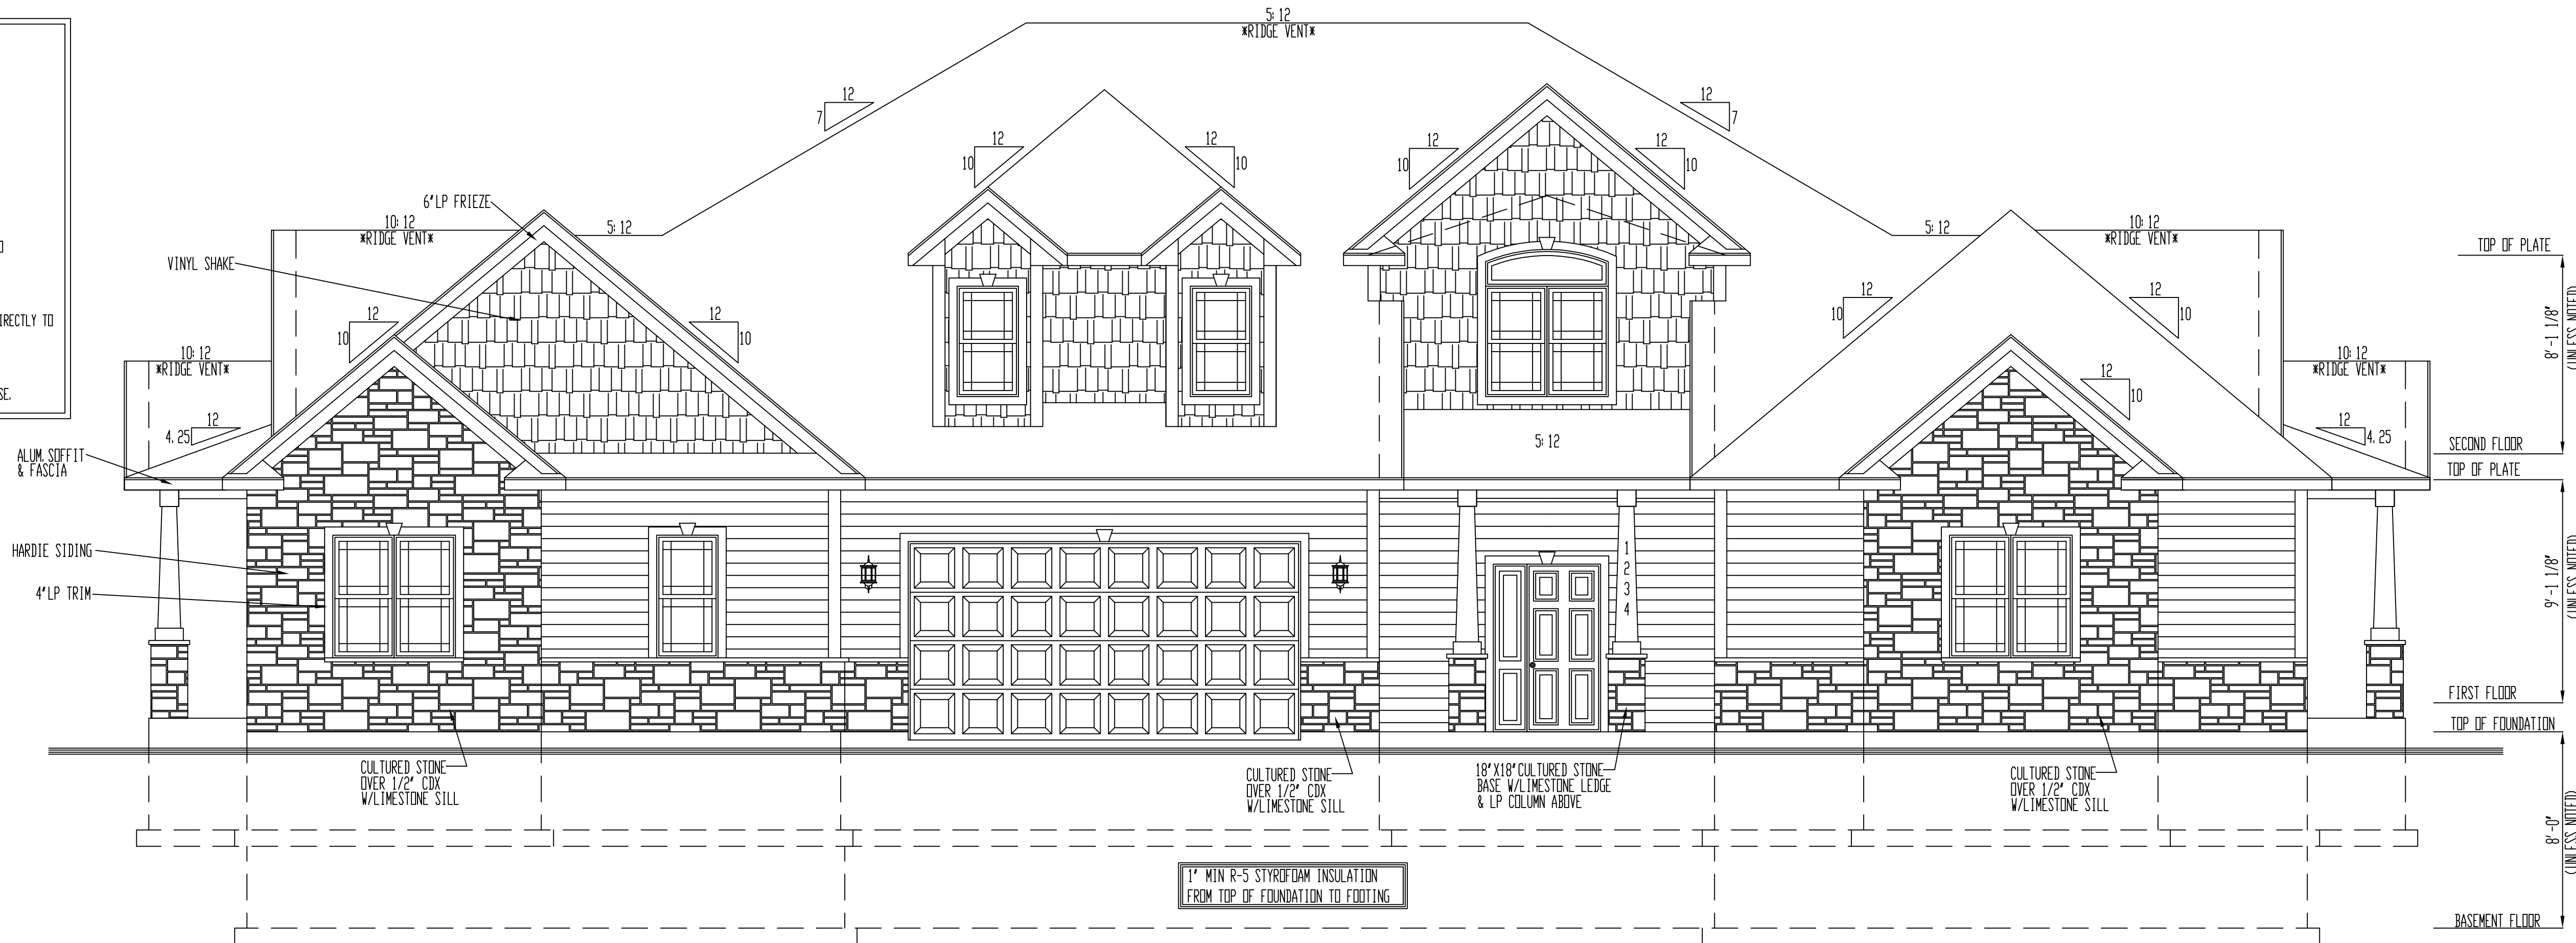 5:12
*RIDGE VENT*
12
7
12
7
12
10
12
10
12
10
12
10
6" LP FRIEZE
10:12
*RIDGE VENT*
5:12
5:12
10:12
*RIDGE VENT*
TOP OF PLATE
VINYL SHAKE
12
10
12
10
12
10
12
10
8'-1 1/8"
(UNLESS NOTED)
IRECTLY TO
10:12
*RIDGE VENT*
10:12
*RIDGE VENT*
12
10
SE.
12
4.25
12
4.25
5:12
SECOND FLOOR
ALUM. SOFFIT
& FASCIA
TOP OF PLATE
HARDIE SIDING
4" LP TRIM
1
2
3
4
9'-1 1/8"
(UNLESS NOTED)
FIRST FLOOR
TOP OF FOUNDATION
CULTURED STONE
OVER 1/2" CDX
W/LIMESTONE SILL
CULTURED STONE
OVER 1/2" CDX
W/LIMESTONE SILL
18"X18" CULTURED STONE
BASE W/LIMESTONE LEDGE
& LP COLUMN ABOVE
CULTURED STONE
OVER 1/2" CDX
W/LIMESTONE SILL
8'-0"
(UNLESS NOTED)
1" MIN R-5 STYROFOAM INSULATION
FROM TOP OF FOUNDATION TO FOOTING
BASEMENT FLOOR